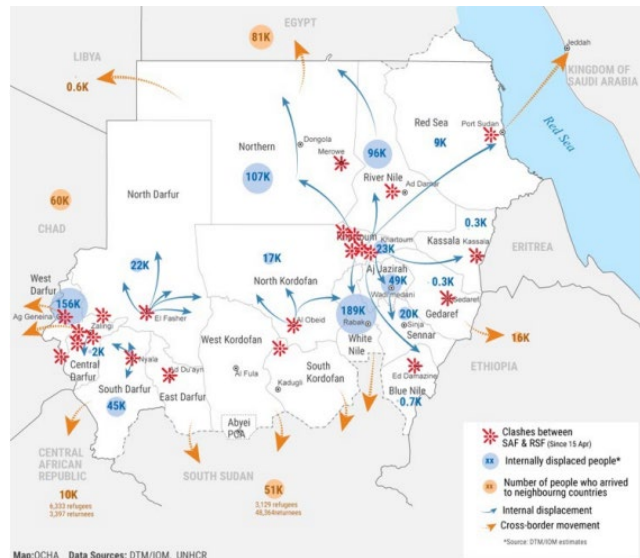 EGYPT
81K
LIBYA
0.6K
Jeddah
KINGDOM OF
SAUDI ARABIA
Red Sea
Port Sudan
Red Sea
9K
Northern
Dongola
Merowe
107K
96K
River Nile
Ad Damar
North Darfur
60K
CHAD
0.3K
Kassala
Kassala
ERITREA
Khartoum
23K
Aj Jazirah
49K
Wad Medani
0.3K
Gedaref
Gedaref
22K
17K
North Kordofan
West
Darfur
156K
Ag Geneina
Zalingi
El Fasher
Al Obeid
189K
Rabak
White
Nile
20K
Sinja
Sennar
16K
ETHIOPIA
2K
Central
Darfur
Nyala
South Darfur
45K
Ed Du'ayn
East Darfur
West Kordofan
Al Fula
Kadugli
South
Kordofan
Ed Damazine
Blue Nile
0.7K
Abyei
PCA
CENTRAL
AFRICAN
REPUBLIC
10K
6,333 refugees
3,397 returnees
SOUTH SUDAN
51K
3,129 refugees
48,364returnees
Clashes between
SAF & RSF (Since 15 Apr)
XX Internally displaced people*
XX Number of people who arrived
to neighboung countries
Internal displacement
Cross-border movement
*Source: DTM/IOM estimates
Map:OCHA Data Sources: DTM/IOM, UNHCR